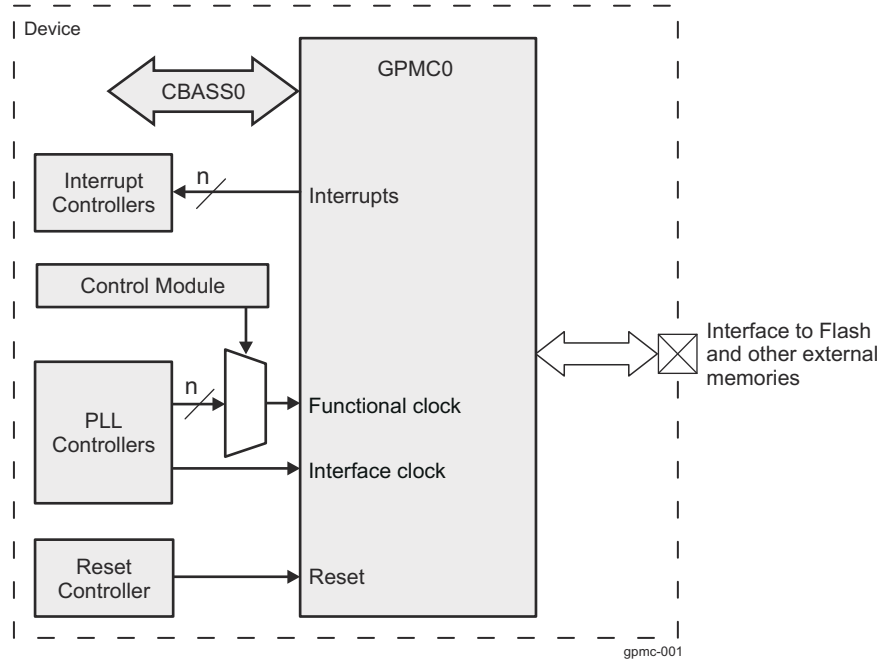 Device
GPMC0
CBASS0
n
Interrupt
Controllers
Interrupts
Control Module
Interface to Flash
and other external
memories
n
PLL
Controllers
Functional clock
Interface clock
Reset
Controller
Reset
gpmc-001